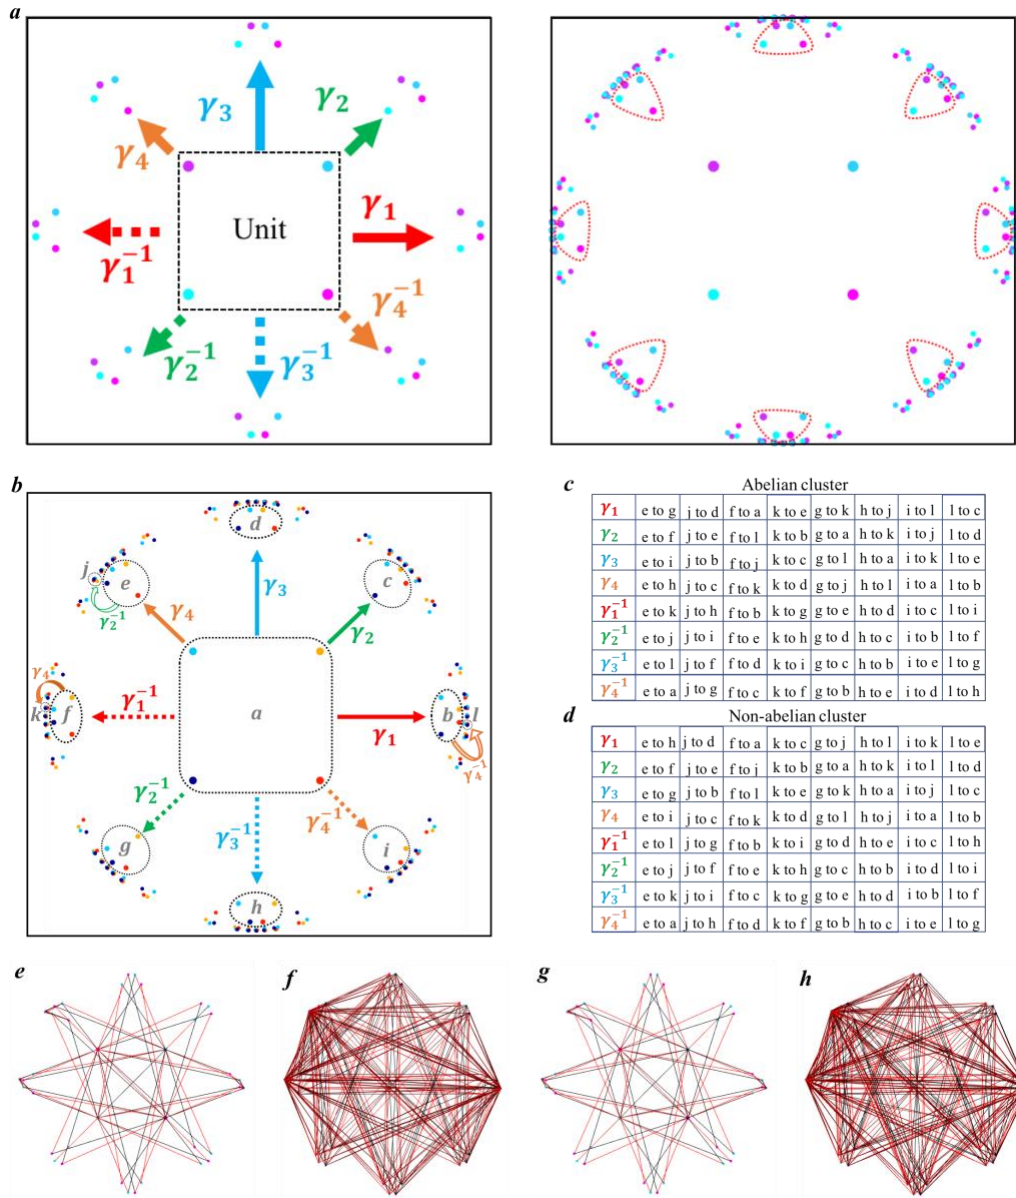 a
γ₃
γ₂
γ₄
γ₁
Unit
γ₁⁻¹
γ₄⁻¹
γ₂⁻¹
γ₃⁻¹
b
d
j
e
c
γ₂⁻¹
γ₄
γ₃
γ₂
γ₄
k
f
γ₁⁻¹
a
γ₁
b
l
γ₄⁻¹
γ₂⁻¹
γ₃⁻¹
γ₄⁻¹
g
i
h
c
Abelian cluster
γ₁ e to g j to d f to a k to e g to k h to j i to l l to c
γ₂ e to f j to e f to l k to b g to a h to k i to j l to d
γ₃ e to i j to b f to j k to c g to l h to a i to k l to e
γ₄ e to h j to c f to k k to d g to j h to l i to a l to b
γ₁⁻¹ e to k j to h f to b k to g g to e h to d i to c l to i
γ₂⁻¹ e to j j to i f to e k to h g to d h to c i to b l to f
γ₃⁻¹ e to l j to f f to d k to i g to c h to b i to e l to g
γ₄⁻¹ e to a j to g f to c k to f g to b h to e i to d l to h
d
Non-abelian cluster
γ₁ e to h j to d f to a k to c g to j h to l i to k l to e
γ₂ e to f j to e f to j k to b g to a h to k i to l l to d
γ₃ e to g j to b f to l k to e g to k h to a i to j l to c
γ₄ e to i j to c f to k k to d g to l h to j i to a l to b
γ₁⁻¹ e to l j to g f to b k to i g to d h to e i to c l to h
γ₂⁻¹ e to j j to f f to e k to h g to c h to b i to d l to i
γ₃⁻¹ e to k j to i f to c k to g g to e h to d i to b l to f
γ₄⁻¹ e to a j to h f to d k to f g to b h to c i to e l to g
e
f
g
h